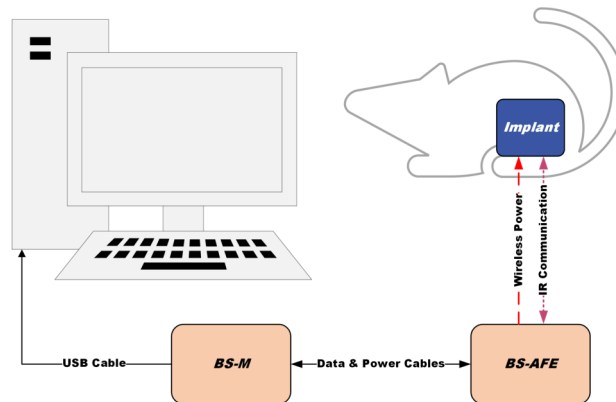 Implant
Wireless Power
IR Communication
USB Cable
BS-M
Data & Power Cables
BS-AFE